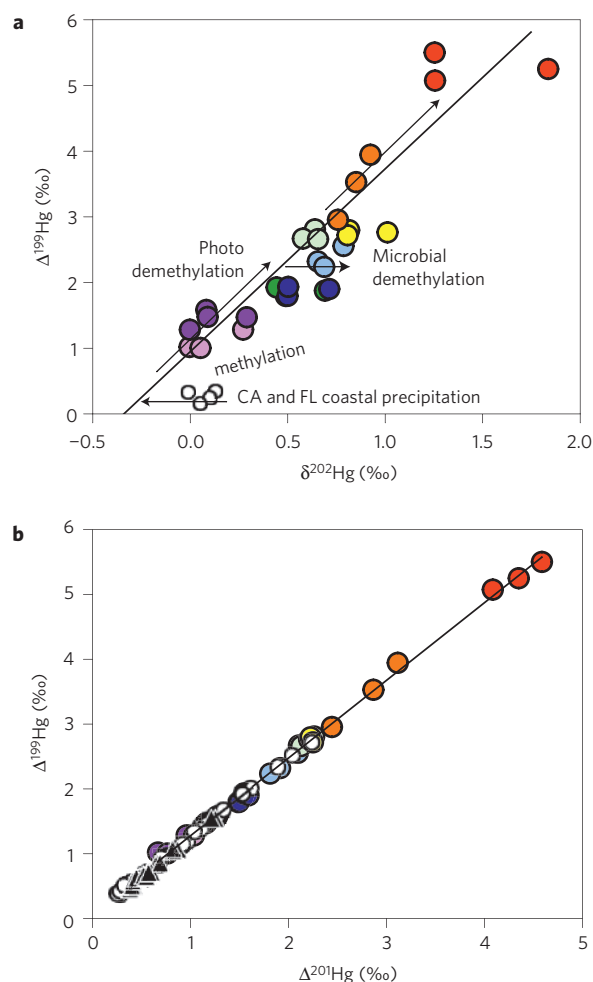 a
6
5
4
3
2
1
0
Δ¹⁹⁹Hg (‰)
Photo
demethylation
Microbial
demethylation
methylation
CA and FL coastal precipitation
−0.5 0.0 0.5 1.0 1.5 2.0
δ²⁰²Hg (‰)
b
6
5
4
3
2
1
0
Δ¹⁹⁹Hg (‰)
0 1 2 3 4 5
Δ²⁰¹Hg (‰)